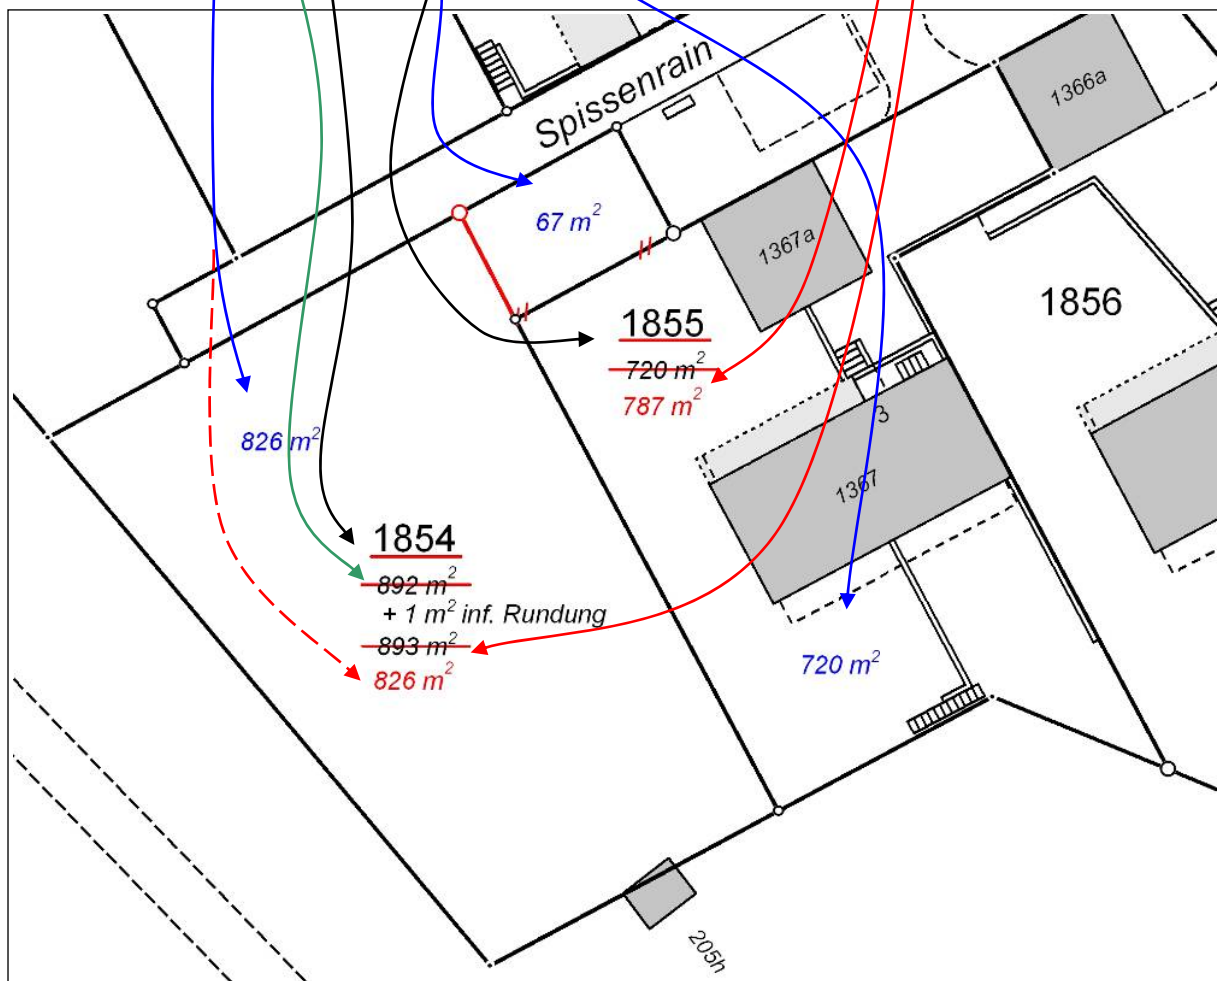 Spissenrain
1366a
67 m²
1367a
1856
1855
720 m²
787 m²
3
826 m²
1367
1854
892 m²
+ 1 m² inf. Rundung
893 m²
826 m²
720 m²
205h